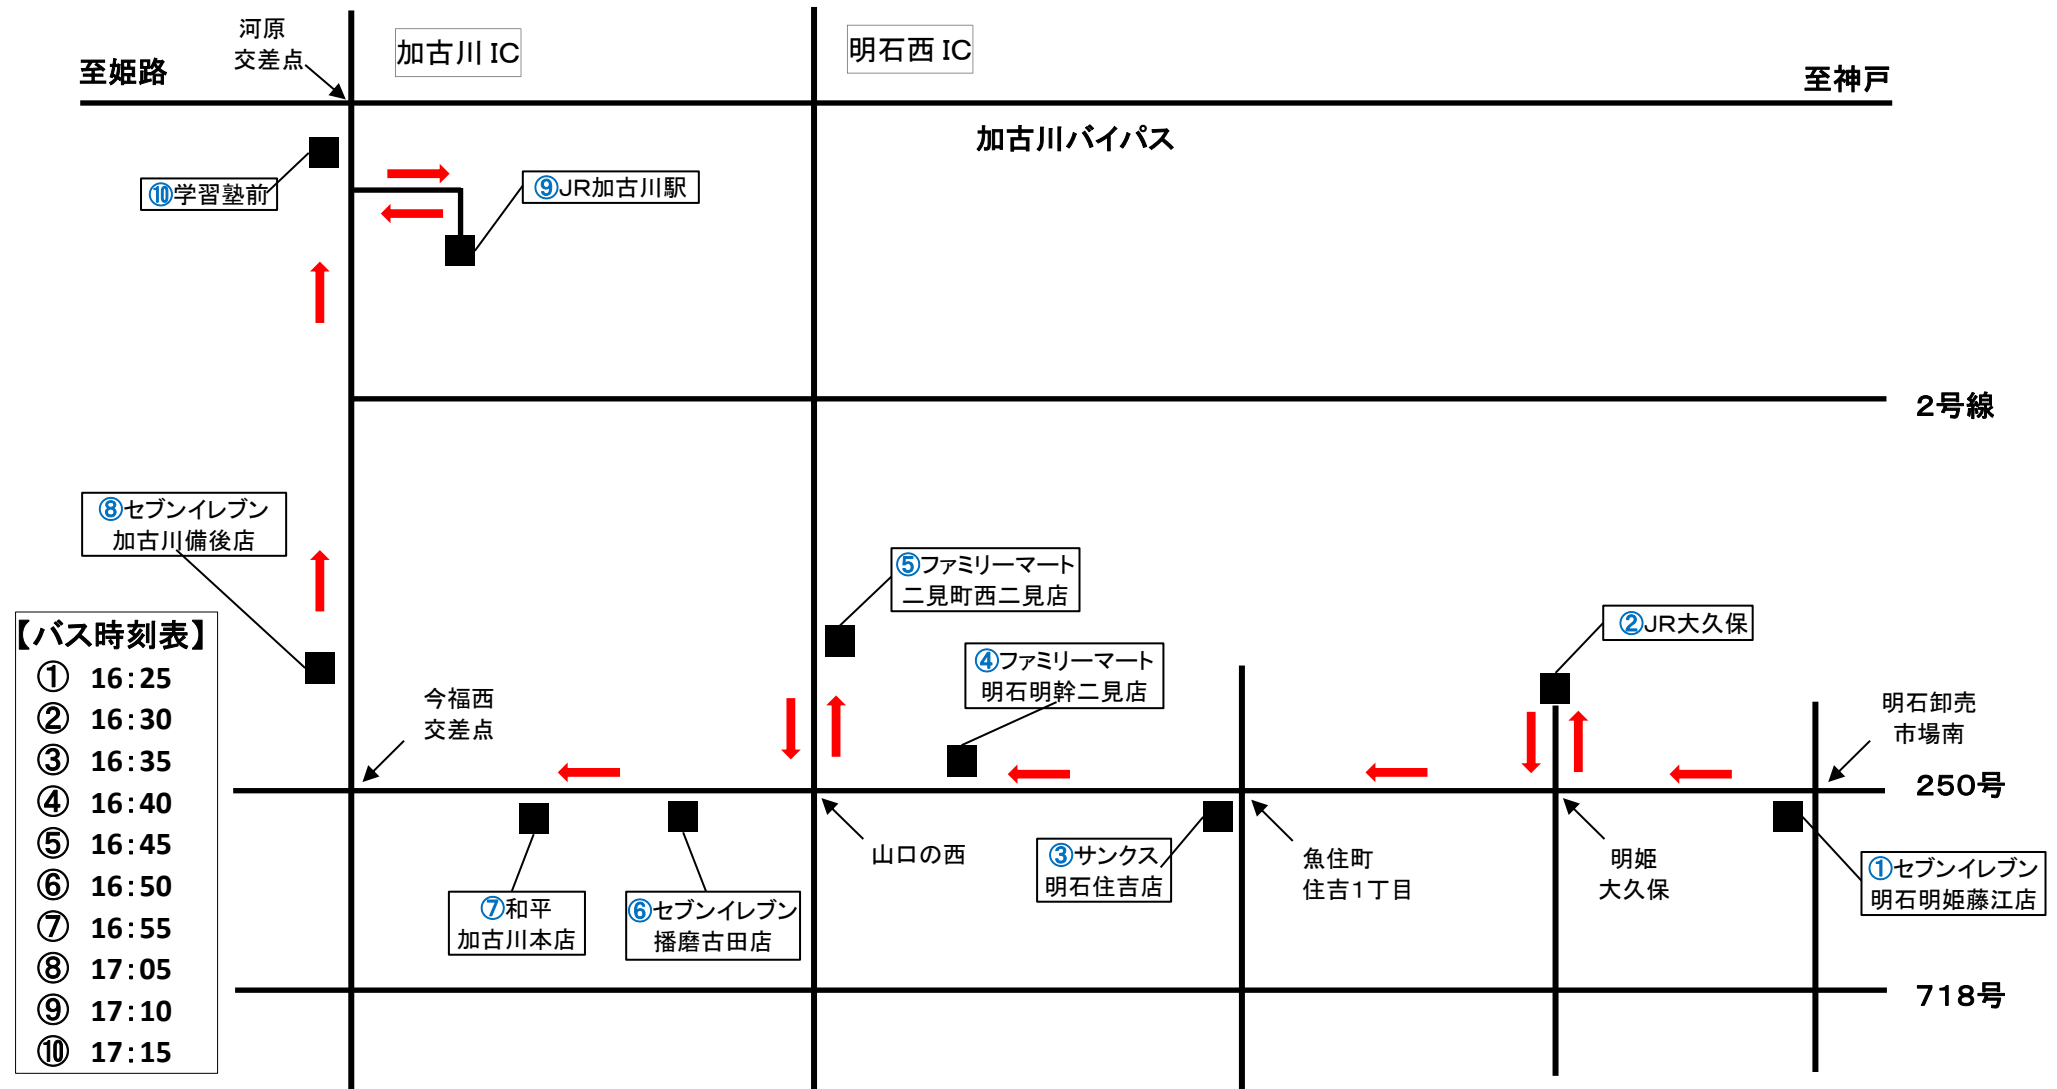 河原
交差点
加古川 IC
明石西 IC
至姫路
至神戸
加古川バイパス
⑩学習塾前
⑨JR加古川駅
2号線
⑧セブンイレブン
加古川備後店
⑤ファミリーマート
二見町西二見店
④ファミリーマート
明石明幹二見店
②JR大久保
【バス時刻表】
① 16:25
② 16:30
③ 16:35
④ 16:40
⑤ 16:45
⑥ 16:50
⑦ 16:55
⑧ 17:05
⑨ 17:10
⑩ 17:15
今福西
交差点
明石卸売
市場南
250号
山口の西
③サンクス
明石住吉店
魚住町
住吉1丁目
明姫
大久保
①セブンイレブン
明石明姫藤江店
⑦和平
加古川本店
⑥セブンイレブン
播磨古田店
718号